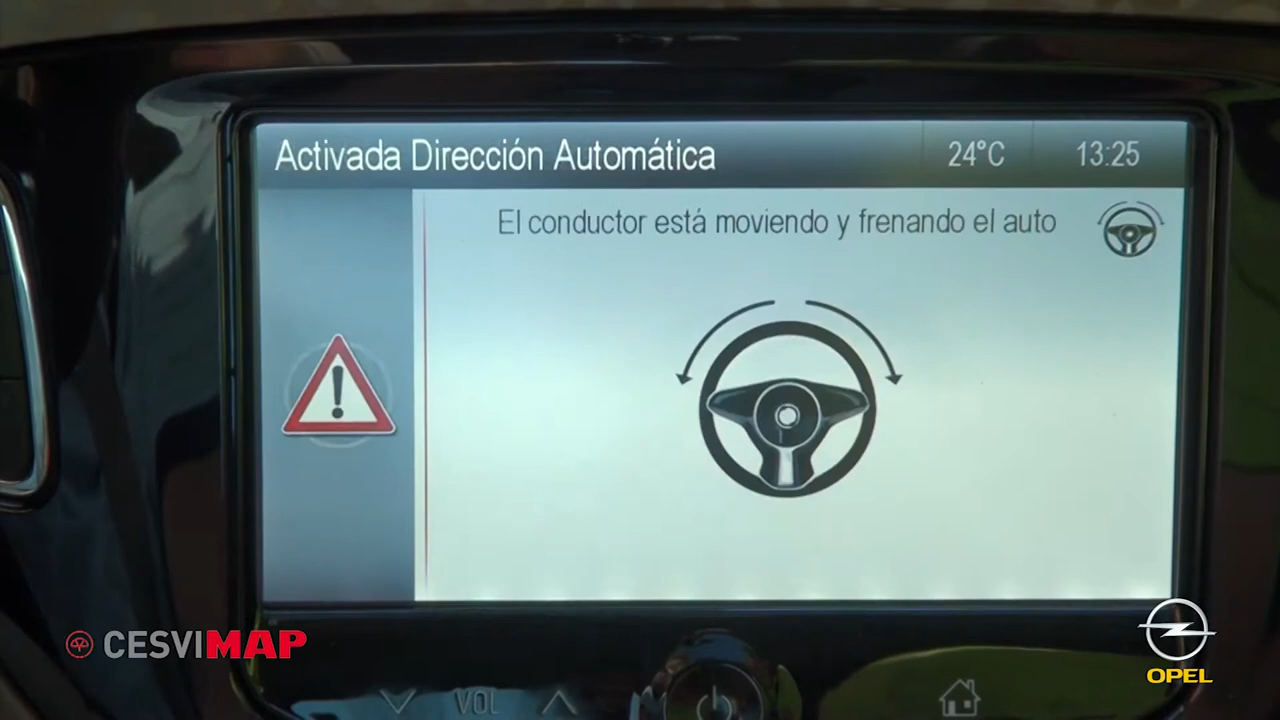 Activada Dirección Automática
24°C
13:25
El conductor está moviendo y frenando el auto
CESVIMAP
OPEL
VOL